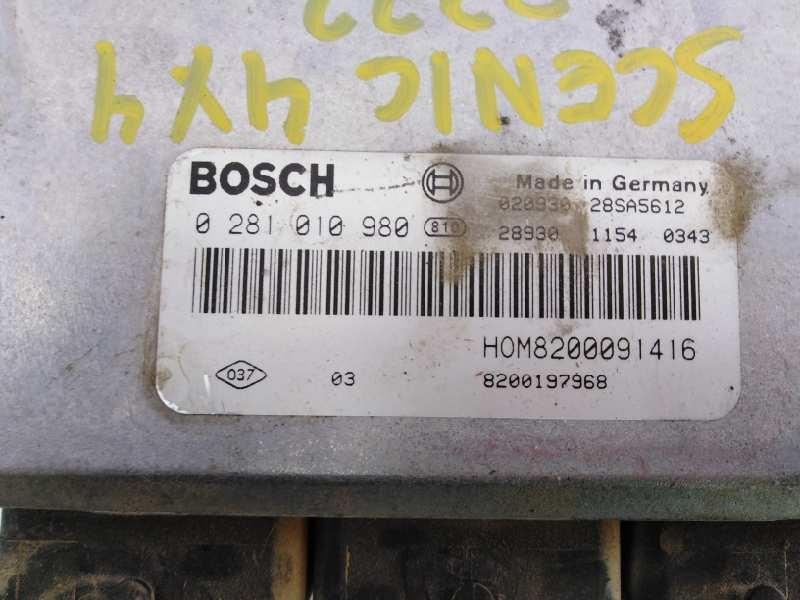 SCENIC 4X4
BOSCH
Made in Germany
020930 28SA5612
0 281 010 980 810
28930 1154 0343
HOM8200091416
037 03 8200197968